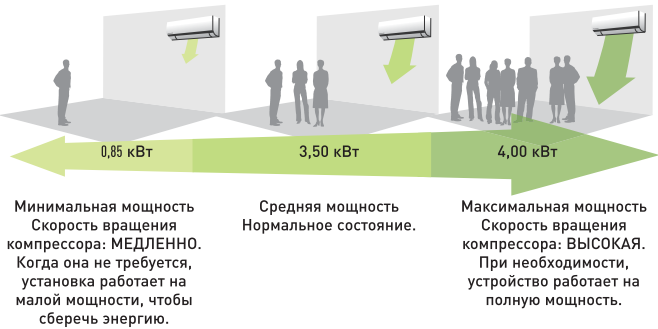 0,85 кВт
3,50 кВт
4,00 кВт
Минимальная мощность
Скорость вращения
компрессора: МЕДЛЕННО.
Когда она не требуется,
установка работает на
малой мощности, чтобы
сберечь энергию.
Средняя мощность
Нормальное состояние.
Максимальная мощность
Скорость вращения
компрессора: ВЫСОКАЯ.
При необходимости,
устройство работает на
полную мощность.